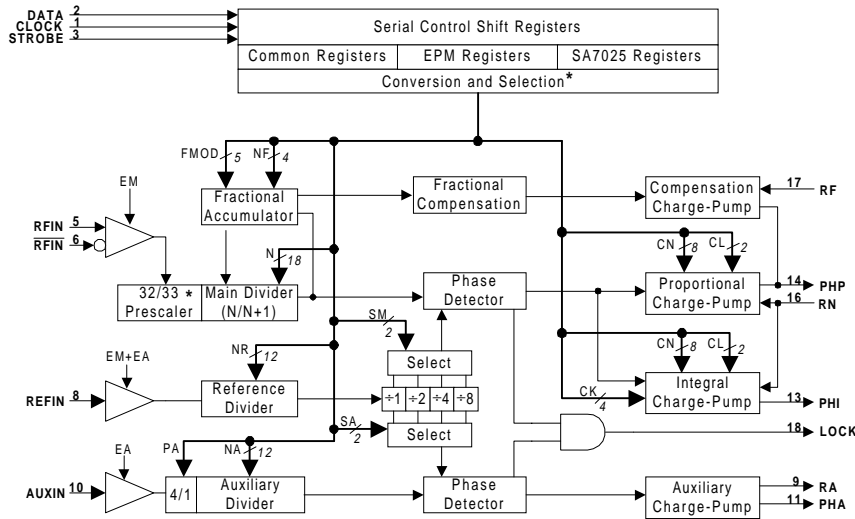 DATA 2
CLOCK 1
STROBE 3
Serial Control Shift Registers
Common Registers EPM Registers SA7025 Registers
Conversion and Selection*
FMOD 5 NF 4
EM
Fractional Accumulator
Fractional Compensation
Compensation Charge-Pump
17 RF
RFIN 5
RFIN 6
N 18
CN 8 CL 2
32/33 * Prescaler
Main Divider (N/N+1)
Phase Detector
Proportional Charge-Pump
14 PHP
16 RN
SM 2
EM+EA
NR 12
Select
CN 8 CL 2
REFIN 8
Reference Divider
÷1 ÷2 ÷4 ÷8
CK 4
Integral Charge-Pump
13 PHI
SA 2
Select
18 LOCK
EA
PA NA 12
AUXIN 10
4/1
Auxiliary Divider
Phase Detector
Auxiliary Charge-Pump
9 RA
11 PHA